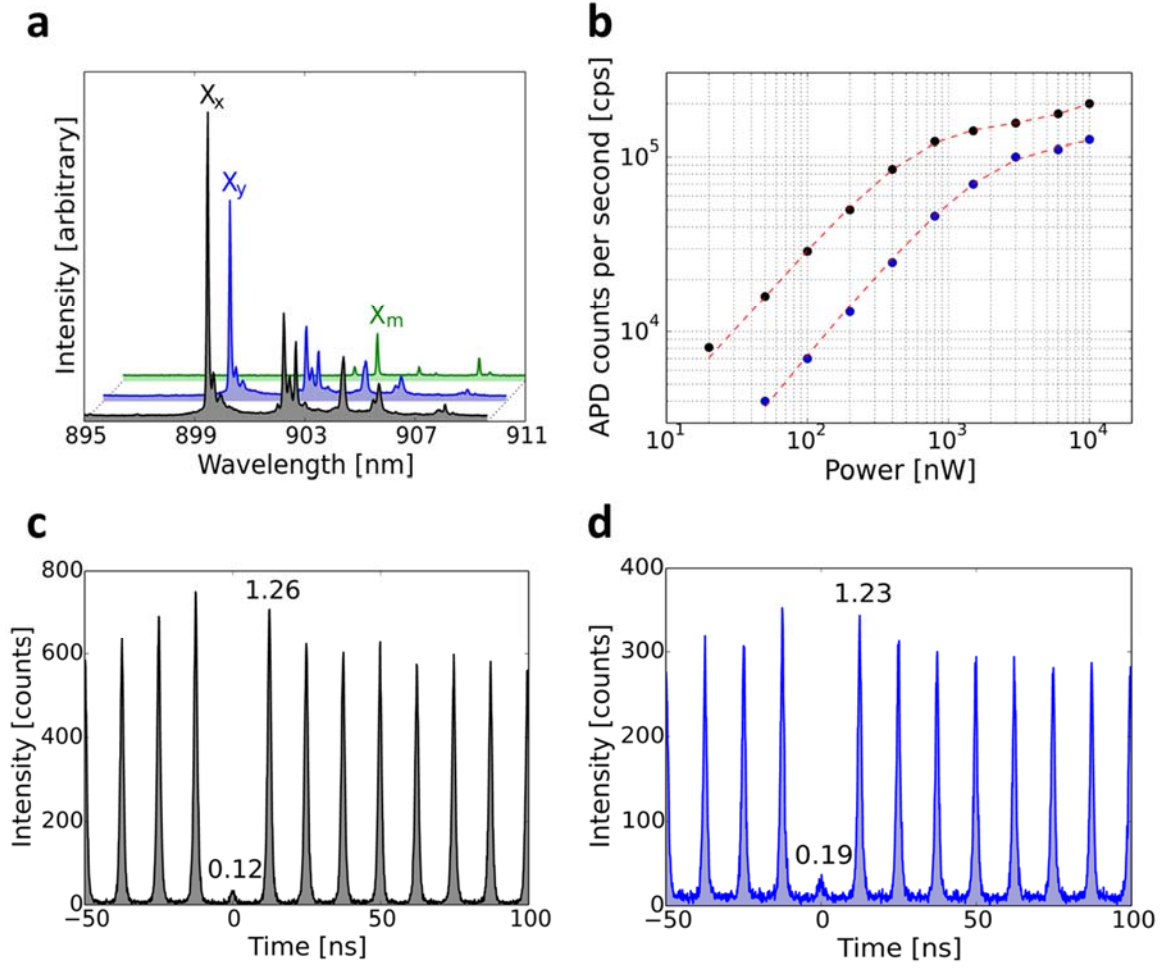 a
X_x
X_y
X_m
Intensity [arbitrary]
895 899 903 907 911
Wavelength [nm]
b
APD counts per second [cps]
10^5
10^4
10^1 10^2 10^3 10^4
Power [nW]
c
800
600
400
200
0
1.26
0.12
Intensity [counts]
−50 0 50 100
Time [ns]
d
400
300
200
100
0
1.23
0.19
Intensity [counts]
−50 0 50 100
Time [ns]